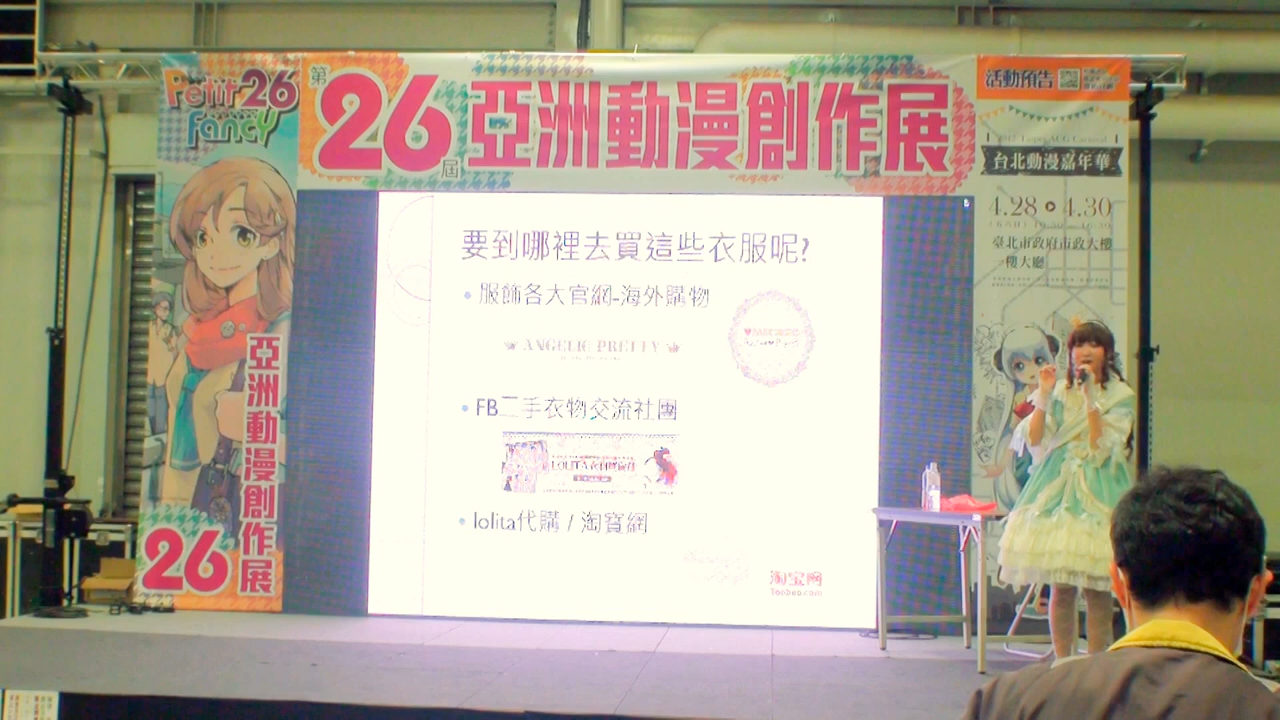 Petit 26
Fancy
第26屆 亞洲動漫創作展
活動預告
台北動漫嘉年華
4.28 4.30
臺北市政府市政大樓
一樓大廳
要到哪裡去買這些衣服呢?
• 服飾各大官網-海外購物
ANGELIC PRETTY
• FB二手衣物交流社團
• lolita代購 / 淘寶網
淘宝网
Taobao.com
亞洲動漫創作展
26